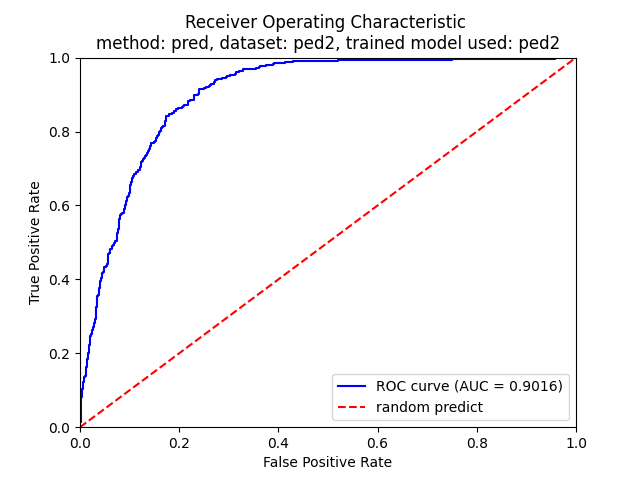 Receiver Operating Characteristic
method: pred, dataset: ped2, trained model used: ped2
1.0
0.8
0.6
0.4
0.2
0.0
True Positive Rate
ROC curve (AUC = 0.9016)
random predict
0.0 0.2 0.4 0.6 0.8 1.0
False Positive Rate